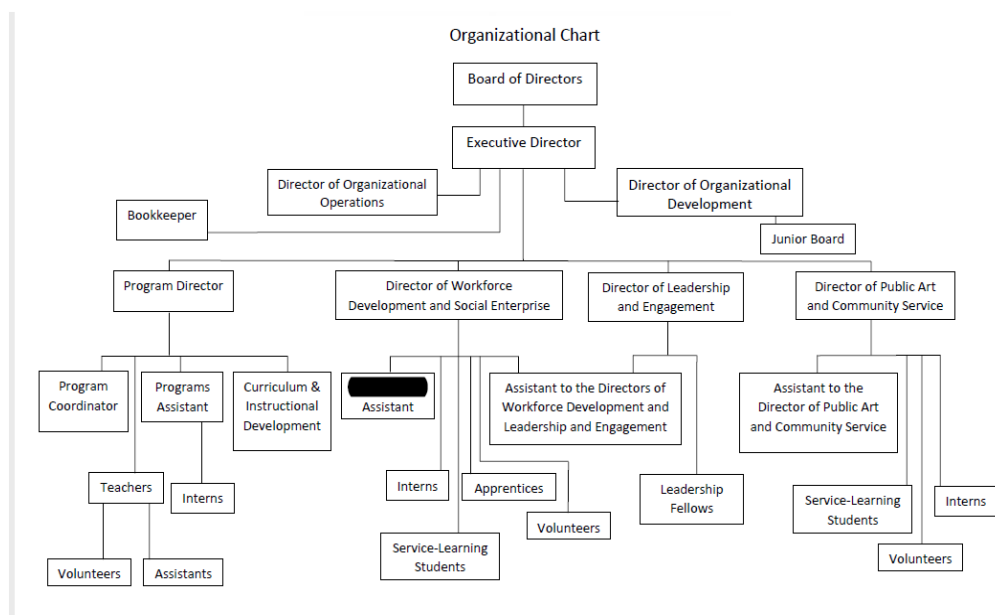 Organizational Chart
Board of Directors
Executive Director
Director of Organizational
Operations
Director of Organizational
Development
Bookkeeper
Junior Board
Program Director
Director of Workforce
Development and Social Enterprise
Director of Leadership
and Engagement
Director of Public Art
and Community Service
Program
Coordinator
Programs
Assistant
Curriculum &
Instructional
Development
Assistant
Assistant to the Directors of
Workforce Development and
Leadership and Engagement
Assistant to the
Director of Public Art
and Community Service
Teachers
Interns
Interns
Apprentices
Volunteers
Leadership
Fellows
Service-Learning
Students
Interns
Volunteers
Volunteers
Assistants
Service-Learning
Students